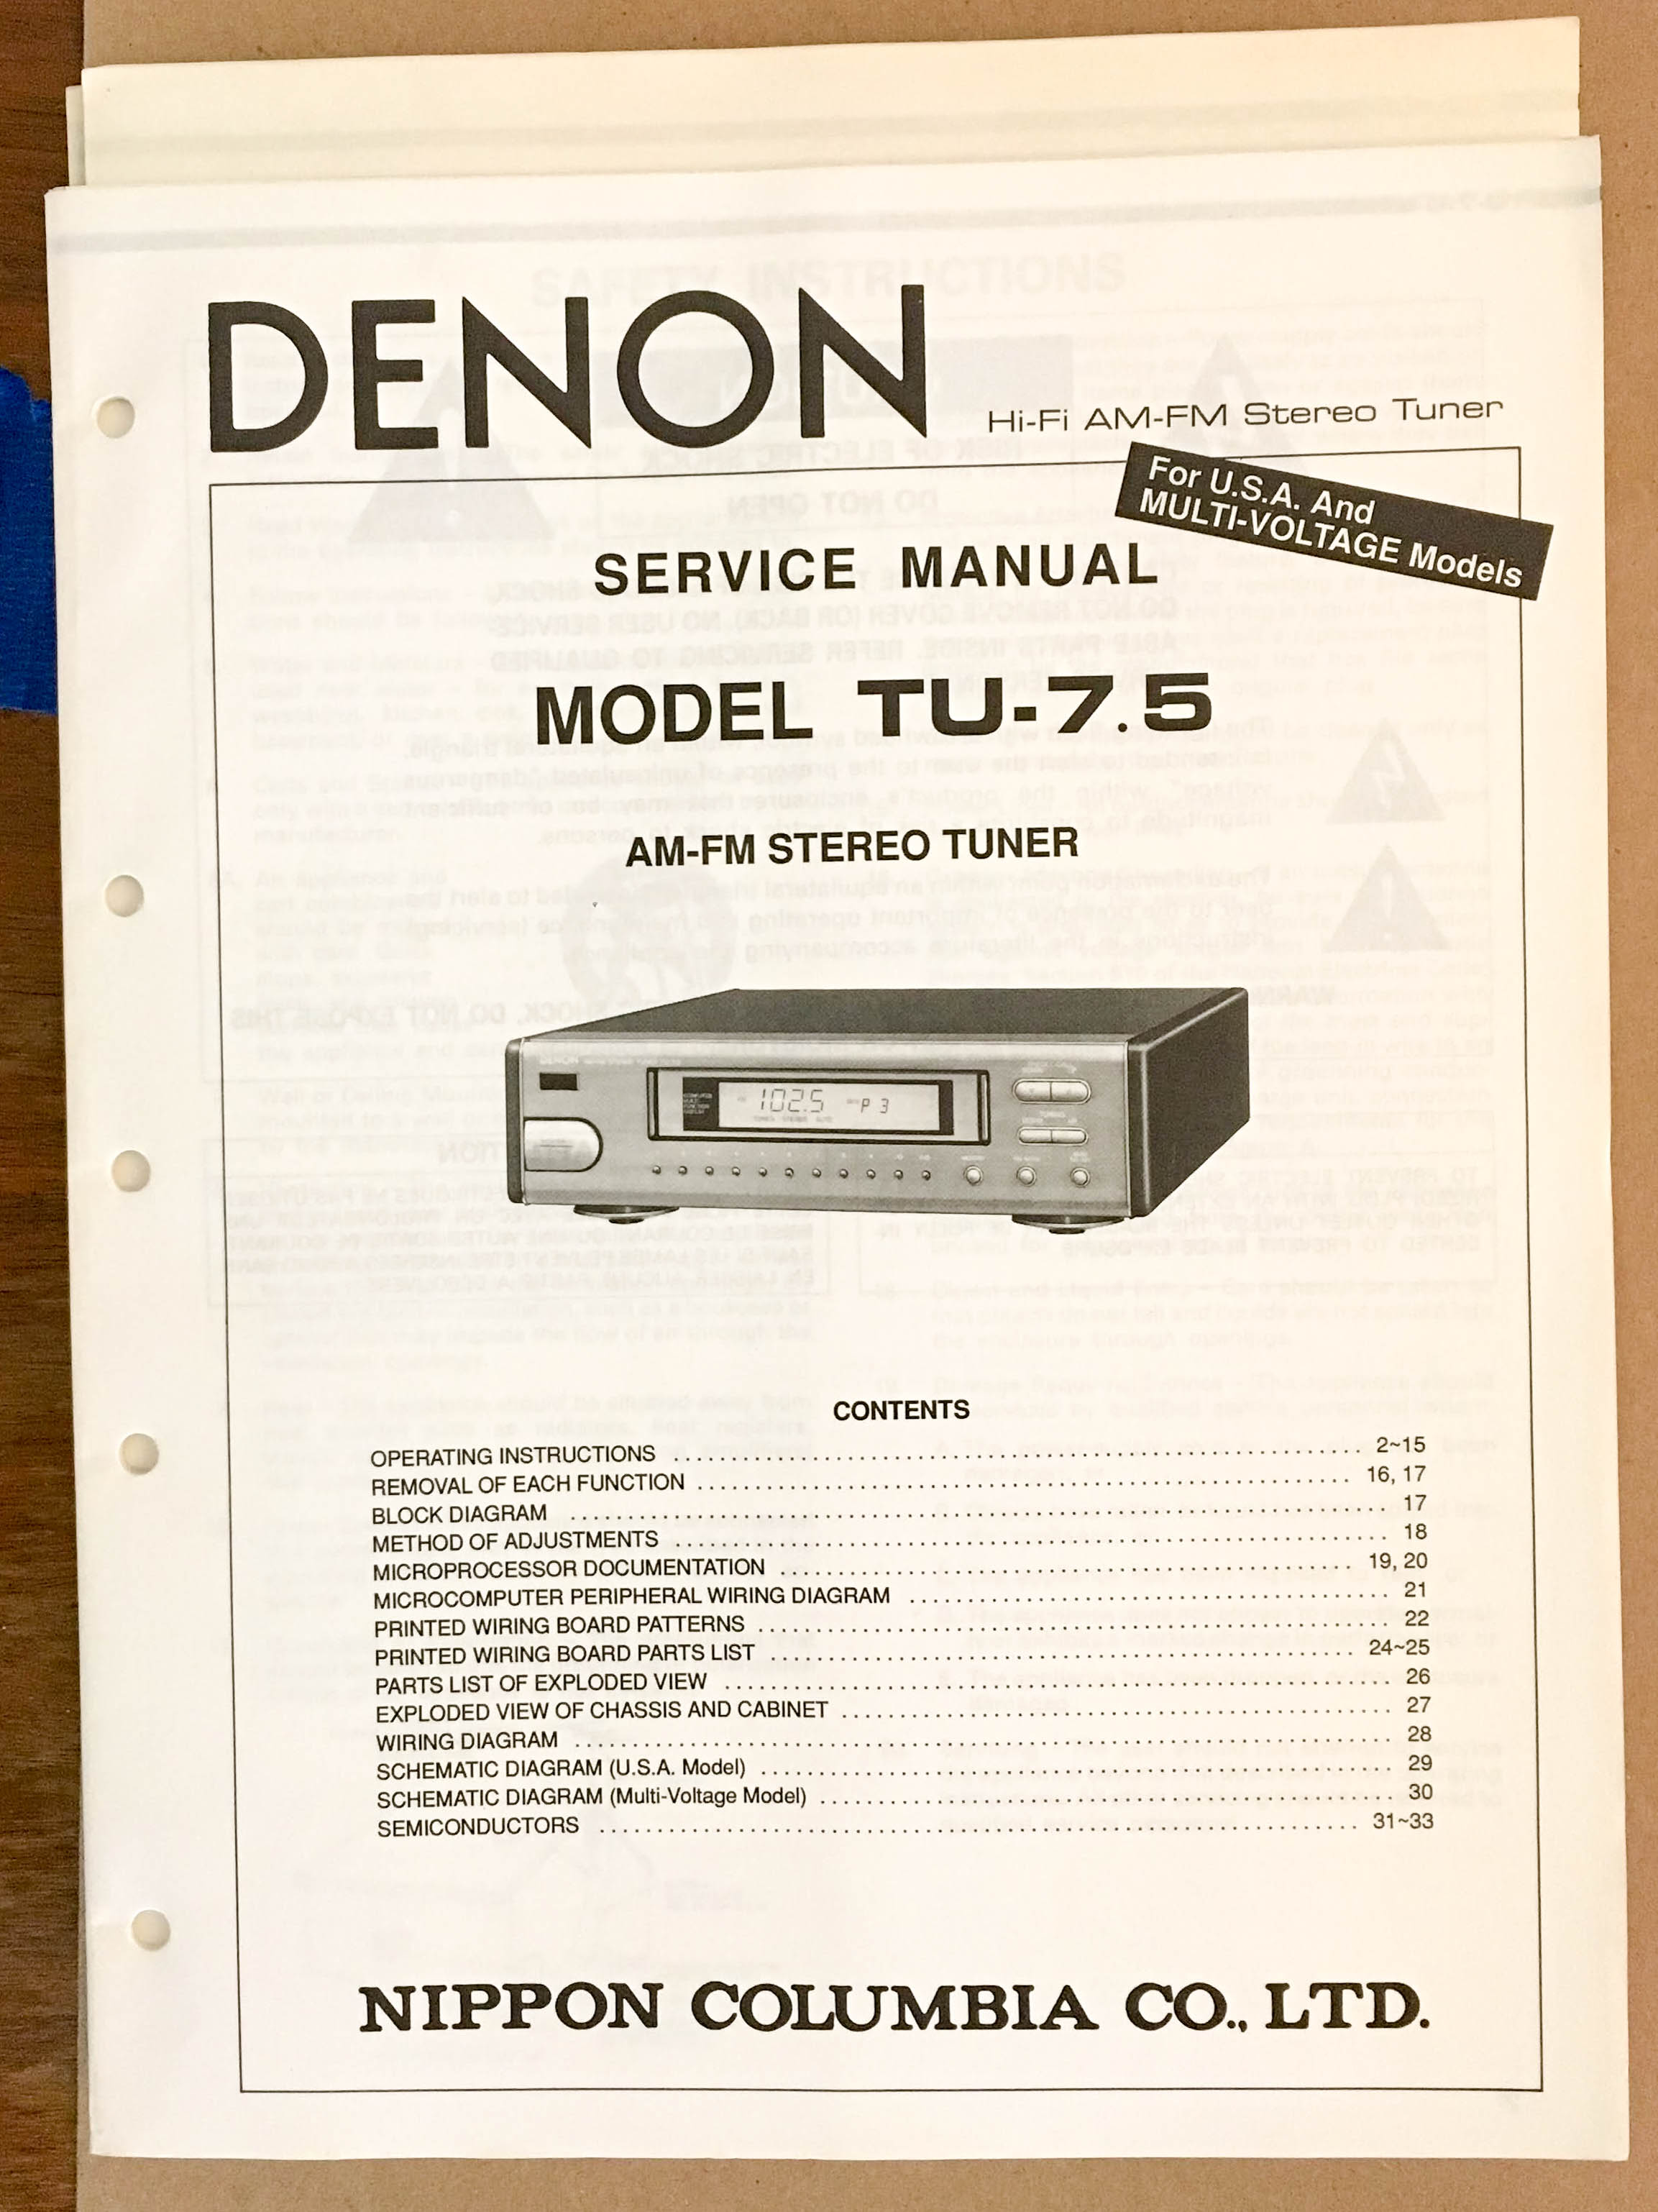 DENON
Hi-Fi AM-FM Stereo Tuner
For U.S.A. And
MULTI-VOLTAGE Models
SERVICE MANUAL
MODEL TU-7.5
AM-FM STEREO TUNER
102.5 P 3
CONTENTS
OPERATING INSTRUCTIONS ........ 2~15
REMOVAL OF EACH FUNCTION ........ 16, 17
BLOCK DIAGRAM ........ 17
METHOD OF ADJUSTMENTS ........ 18
MICROPROCESSOR DOCUMENTATION ........ 19, 20
MICROCOMPUTER PERIPHERAL WIRING DIAGRAM ........ 21
PRINTED WIRING BOARD PATTERNS ........ 22
PRINTED WIRING BOARD PARTS LIST ........ 24~25
PARTS LIST OF EXPLODED VIEW ........ 26
EXPLODED VIEW OF CHASSIS AND CABINET ........ 27
WIRING DIAGRAM ........ 28
SCHEMATIC DIAGRAM (U.S.A. Model) ........ 29
SCHEMATIC DIAGRAM (Multi-Voltage Model) ........ 30
SEMICONDUCTORS ........ 31~33
NIPPON COLUMBIA CO., LTD.